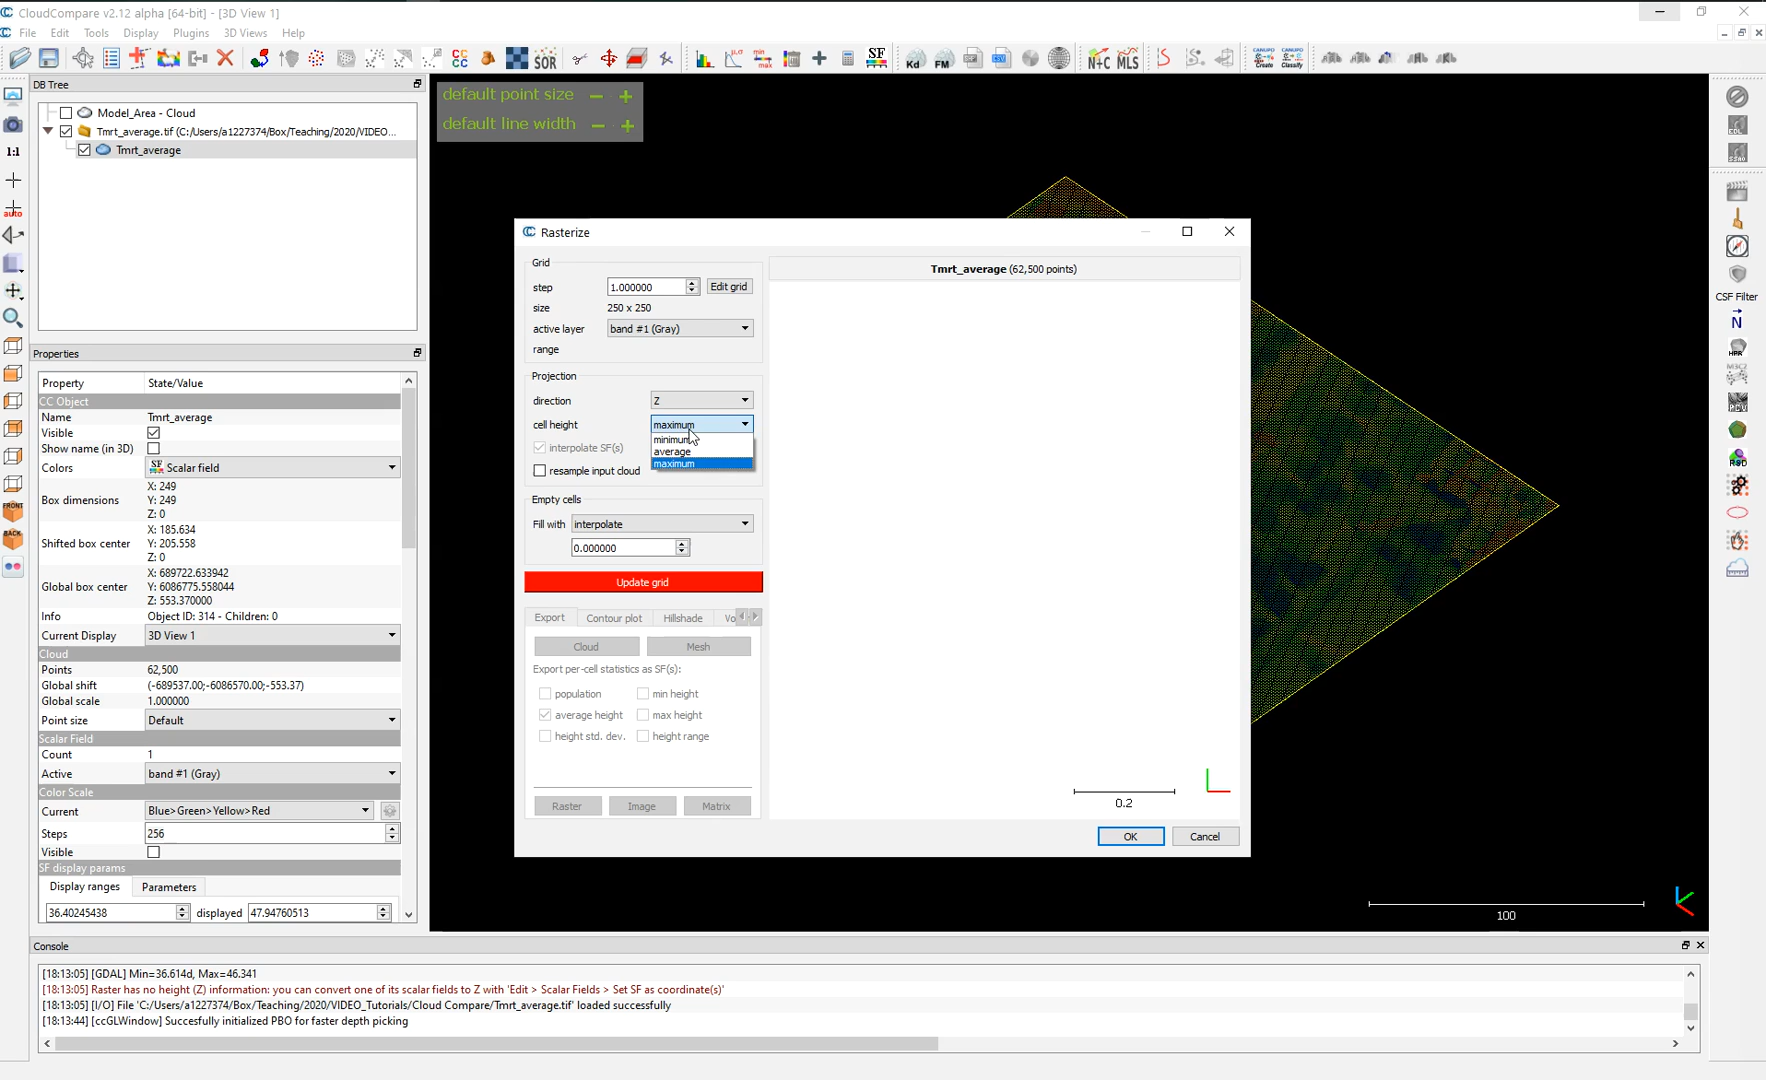 CloudCompare v2.12 alpha [64-bit] - [3D View 1]
File Edit Tools Display Plugins 3D Views Help
SOR SF Kd FM N+C MLS
DB Tree
default point size − +
default line width − +
Model_Area - Cloud
Tmrt_average.tif (C:/Users/a1227374/Box/Teaching/2020/VIDEO...
Tmrt_average
1:1
auto
FRONT
BACK
CSF Filter
N
Rasterize
Grid
step 1.000000 Edit grid
size 250 x 250
active layer band #1 (Gray)
range
Projection
direction Z
cell height maximum
minimum
average
maximum
interpolate SF(s)
resample input cloud
Empty cells
Fill with interpolate
0.000000
Update grid
Export Contour plot Hillshade Vo
Cloud Mesh
Export per-cell statistics as SF(s):
population min height
average height max height
height std. dev. height range
Raster Image Matrix
Tmrt_average (62,500 points)
0.2
OK Cancel
100
Properties
Property State/Value
CC Object
Name Tmrt_average
Visible
Show name (in 3D)
Colors SF Scalar field
Box dimensions X: 249
Y: 249
Z: 0
Shifted box center X: 185.634
Y: 205.558
Z: 0
Global box center X: 689722.633942
Y: 6086775.558044
Z: 553.370000
Info Object ID: 314 - Children: 0
Current Display 3D View 1
Cloud
Points 62,500
Global shift (-689537.00;-6086570.00;-553.37)
Global scale 1.000000
Point size Default
Scalar Field
Count 1
Active band #1 (Gray)
Color Scale
Current Blue>Green>Yellow>Red
Steps 256
Visible
SF display params
Display ranges Parameters
36.40245438 displayed 47.94760513
Console
[18:13:05] [GDAL] Min=36.614d, Max=46.341
[18:13:05] Raster has no height (Z) information: you can convert one of its scalar fields to Z with 'Edit > Scalar Fields > Set SF as coordinate(s)'
[18:13:05] [I/O] File 'C:/Users/a1227374/Box/Teaching/2020/VIDEO_Tutorials/Cloud Compare/Tmrt_average.tif' loaded successfully
[18:13:44] [ccGLWindow] Succesfully initialized PBO for faster depth picking